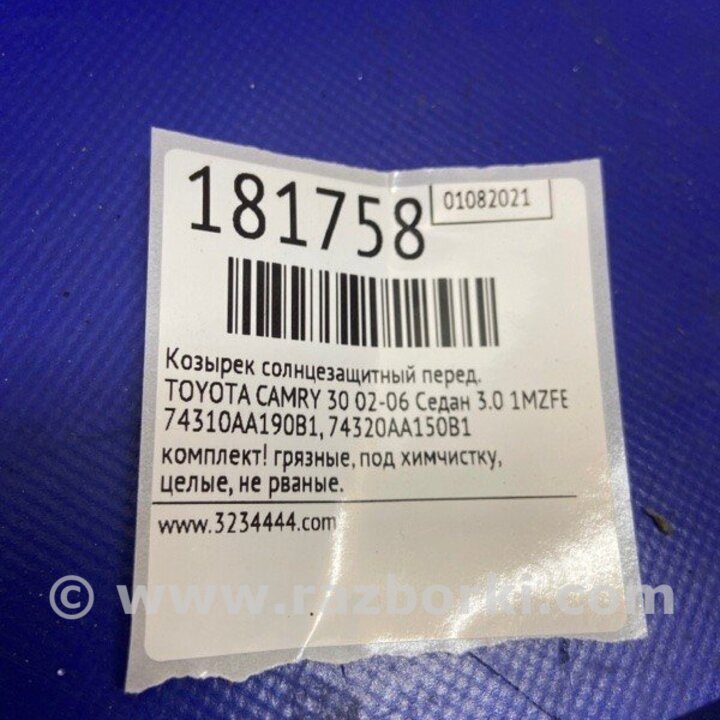 181758
01082021
Козырек солнцезащитный перед.
TOYOTA CAMRY 30 02-06 Седан 3.0 1MZFE
74310AA190B1, 74320AA150B1
комплект! грязные, под химчистку,
целые, не рваные.
www.3234444.com
© www.razborki.com